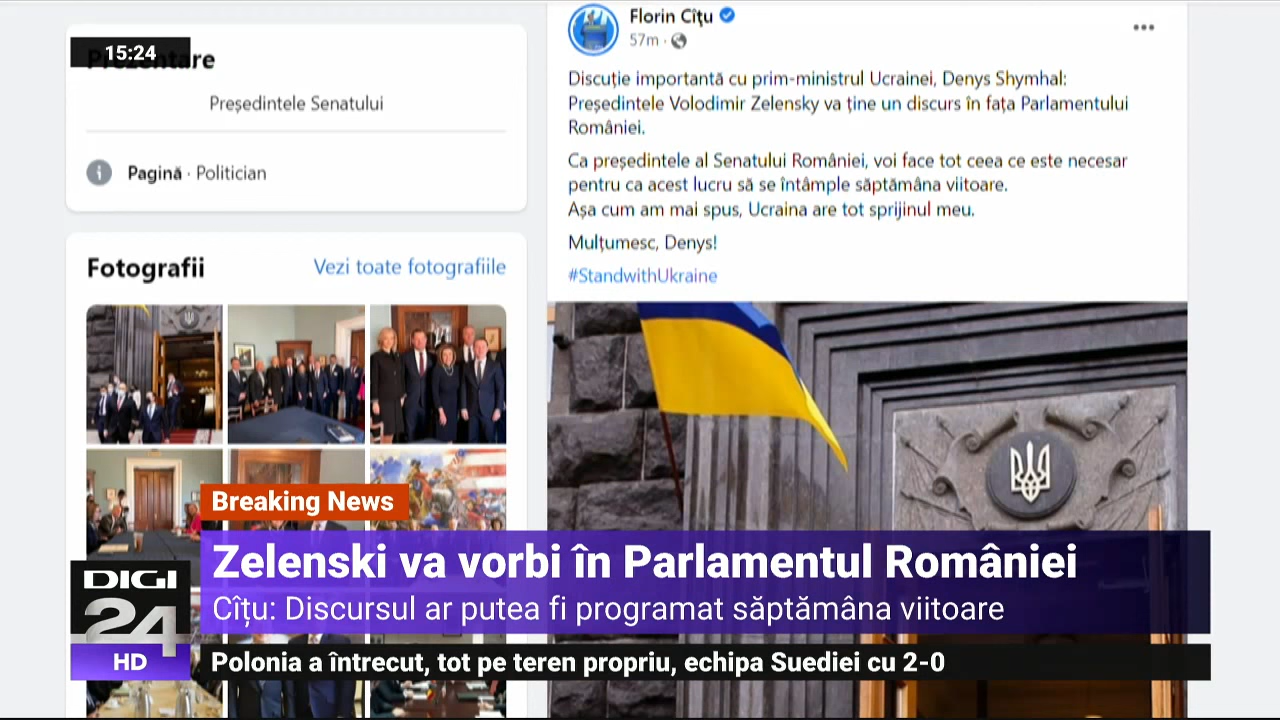 15:24
Prezentare
Președintele Senatului
Pagină · Politician
Fotografii
Vezi toate fotografiile
Florin Cîțu
57m
Discuție importantă cu prim-ministrul Ucrainei, Denys Shymhal:
Președintele Volodimir Zelensky va ține un discurs în fața Parlamentului
României.
Ca președintele al Senatului României, voi face tot ceea ce este necesar
pentru ca acest lucru să se întâmple săptămâna viitoare.
Așa cum am mai spus, Ucraina are tot sprijinul meu.
Mulțumesc, Denys!
#StandwithUkraine
Breaking News
Zelenski va vorbi în Parlamentul României
Cîțu: Discursul ar putea fi programat săptămâna viitoare
DIGI
24
HD
Polonia a întrecut, tot pe teren propriu, echipa Suediei cu 2-0